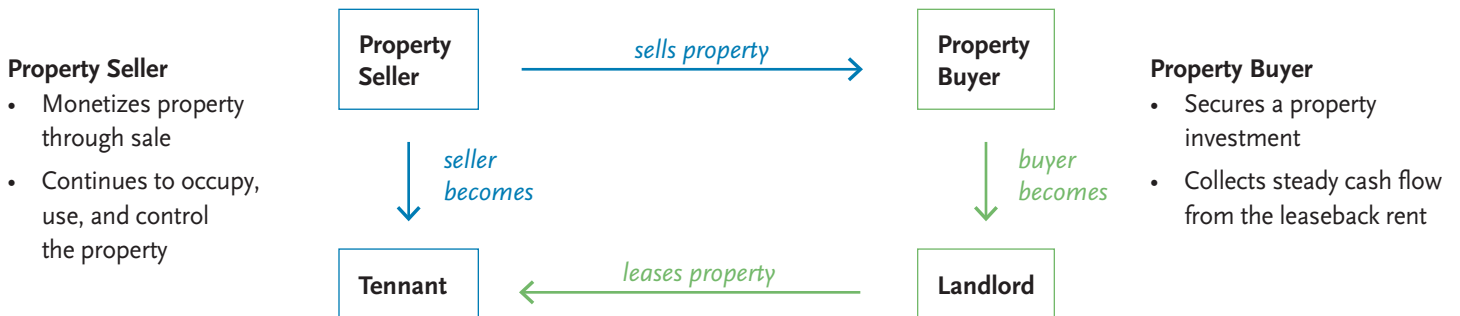 Property Seller
• Monetizes property
through sale
• Continues to occupy,
use, and control
the property
Property
Seller
sells property
Property
Buyer
seller
becomes
buyer
becomes
Tennant
leases property
Landlord
Property Buyer
• Secures a property
investment
• Collects steady cash flow
from the leaseback rent